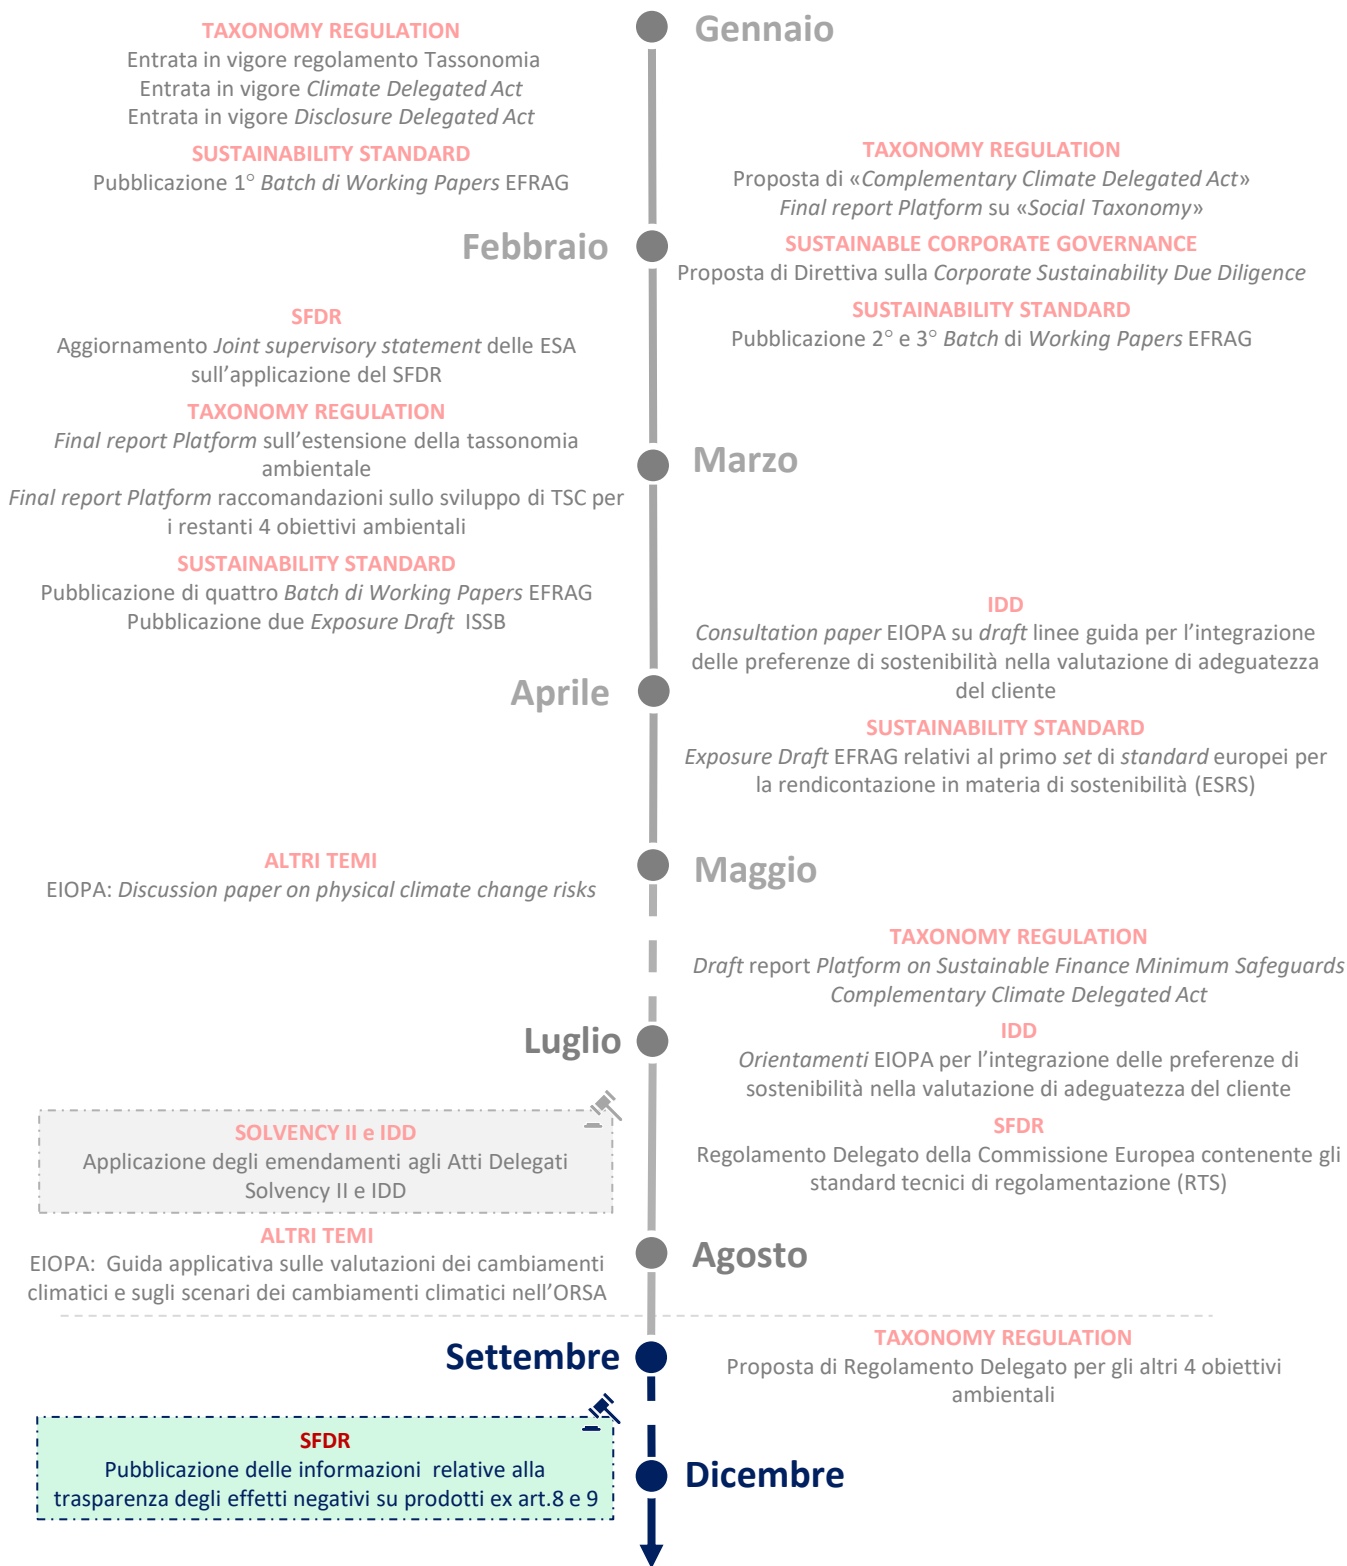 Gennaio
TAXONOMY REGULATION
Entrata in vigore regolamento Tassonomia
Entrata in vigore Climate Delegated Act
Entrata in vigore Disclosure Delegated Act
SUSTAINABILITY STANDARD
Pubblicazione 1° Batch di Working Papers EFRAG
Febbraio
TAXONOMY REGULATION
Proposta di «Complementary Climate Delegated Act»
Final report Platform su «Social Taxonomy»
SUSTAINABLE CORPORATE GOVERNANCE
Proposta di Direttiva sulla Corporate Sustainability Due Diligence
SUSTAINABILITY STANDARD
Pubblicazione 2° e 3° Batch di Working Papers EFRAG
Marzo
SFDR
Aggiornamento Joint supervisory statement delle ESA
sull'applicazione del SFDR
TAXONOMY REGULATION
Final report Platform sull'estensione della tassonomia
ambientale
Final report Platform raccomandazioni sullo sviluppo di TSC per
i restanti 4 obiettivi ambientali
SUSTAINABILITY STANDARD
Pubblicazione di quattro Batch di Working Papers EFRAG
Pubblicazione due Exposure Draft ISSB
Aprile
IDD
Consultation paper EIOPA su draft linee guida per l'integrazione
delle preferenze di sostenibilità nella valutazione di adeguatezza
del cliente
SUSTAINABILITY STANDARD
Exposure Draft EFRAG relativi al primo set di standard europei per
la rendicontazione in materia di sostenibilità (ESRS)
Maggio
ALTRI TEMI
EIOPA: Discussion paper on physical climate change risks
Luglio
TAXONOMY REGULATION
Draft report Platform on Sustainable Finance Minimum Safeguards
Complementary Climate Delegated Act
IDD
Orientamenti EIOPA per l'integrazione delle preferenze di
sostenibilità nella valutazione di adeguatezza del cliente
SFDR
Regolamento Delegato della Commissione Europea contenente gli
standard tecnici di regolamentazione (RTS)
Agosto
SOLVENCY II e IDD
Applicazione degli emendamenti agli Atti Delegati
Solvency II e IDD
ALTRI TEMI
EIOPA: Guida applicativa sulle valutazioni dei cambiamenti
climatici e sugli scenari dei cambiamenti climatici nell'ORSA
Settembre
TAXONOMY REGULATION
Proposta di Regolamento Delegato per gli altri 4 obiettivi
ambientali
Dicembre
SFDR
Pubblicazione delle informazioni relative alla
trasparenza degli effetti negativi su prodotti ex art.8 e 9